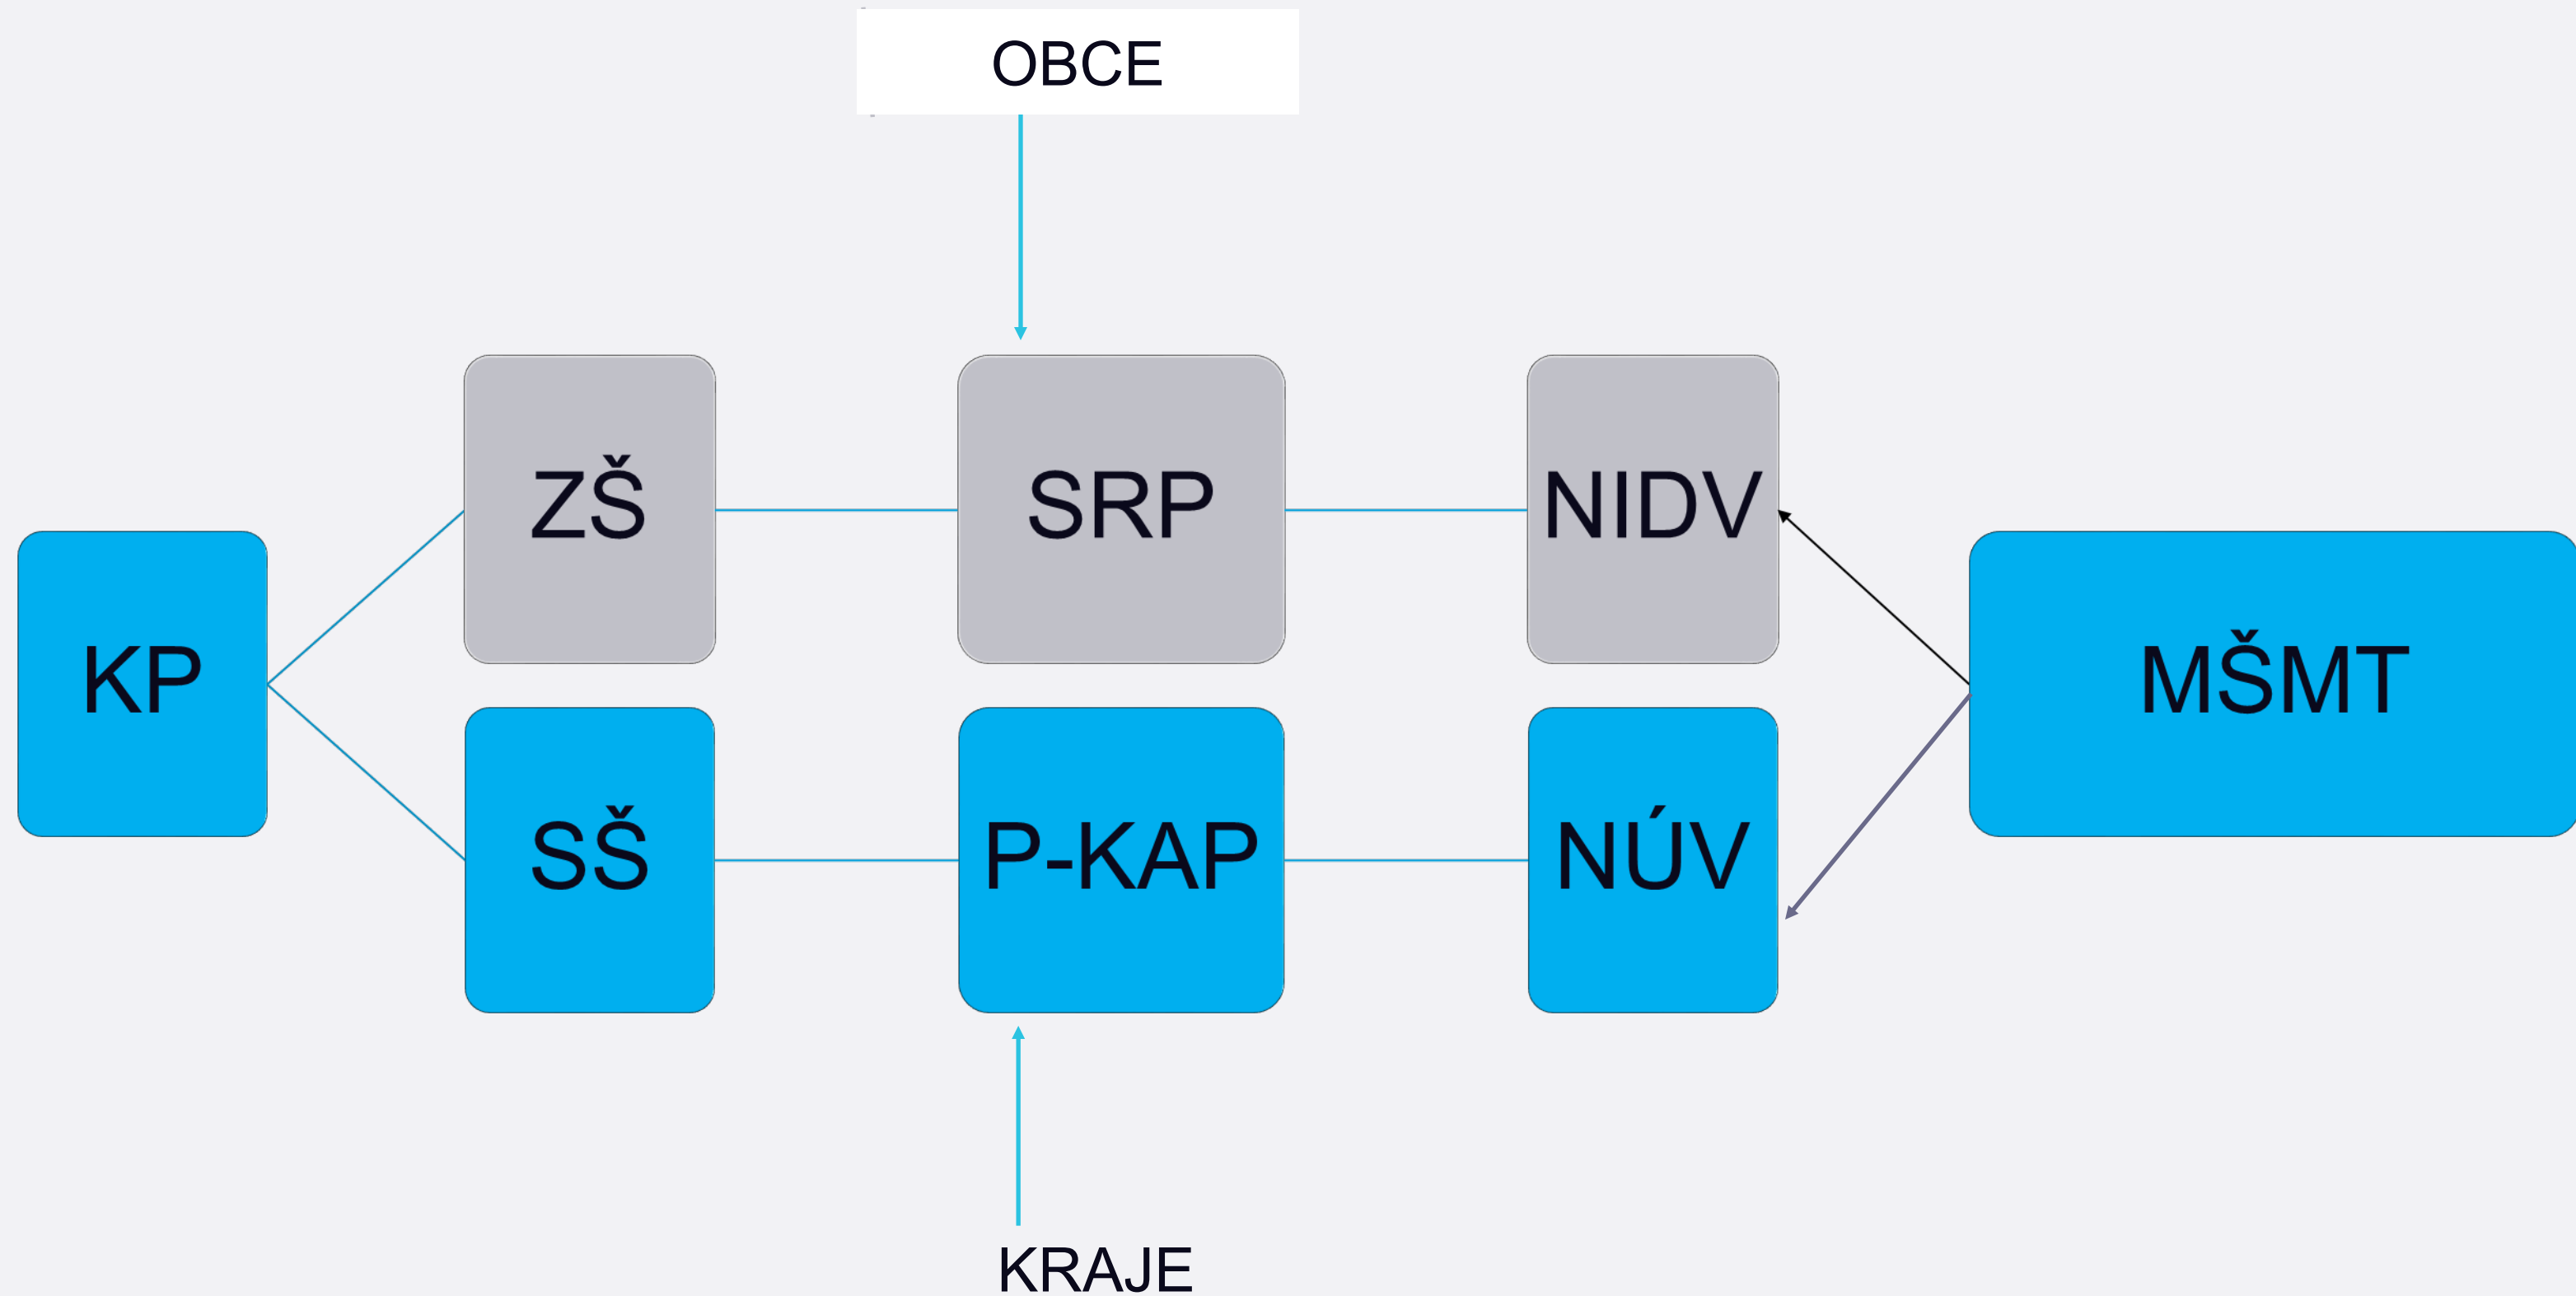 OBCE
ZŠ
SRP
NIDV
KP
MŠMT
SŠ
P-KAP
NÚV
KRAJE